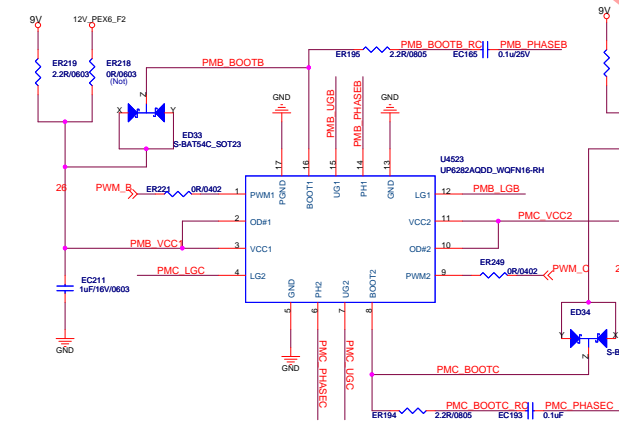 9V
12V_PEX6_F2
9V
ER219
2.2R/0603
ER218
0R/0603
(Not)
PMB_BOOTB
ER195
2.2R/0805
PMB_BOOTB_RC
EC165
0.1u/25V
PMB_PHASEB
X
Z
Y
ED33
S-BAT54C_SOT23
GND
PMB_UGB
PMB_PHASEB
GND
17
16
15
14
13
U4523
UP6282AQDD_WQFN16-RH
26
PWM_B
ER221
0R/0402
1
PWM1
PGND
BOOT1
UG1
PH1
GND
LG1
12
PMB_LGB
2
OD#1
VCC2
11
PMC_VCC2
PMB_VCC1
3
VCC1
OD#2
10
PMC_LGC
4
LG2
PWM2
9
ER249
0R/0402
PWM_C
2
GND
PH2
UG2
BOOT2
5
6
7
8
EC211
1uF/16V/0603
GND
GND
PMC_PHASEC
PMC_UGC
ED34
Y
X
Z
S-B
PMC_BOOTC
ER194
2.2R/0805
PMC_BOOTC_RC
EC193
0.1uF
PMC_PHASEC